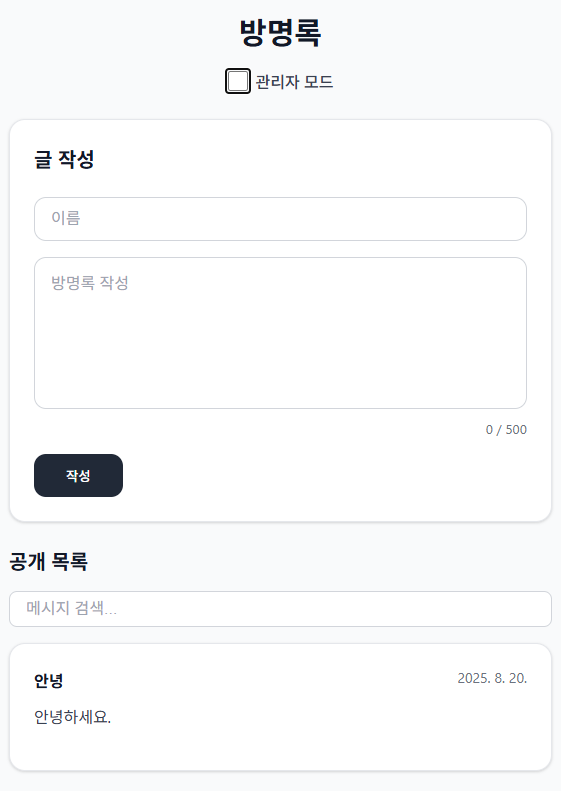 방명록
관리자 모드
글 작성
이름
방명록 작성
0 / 500
작성
공개 목록
메시지 검색...
안녕 2025. 8. 20.
안녕하세요.